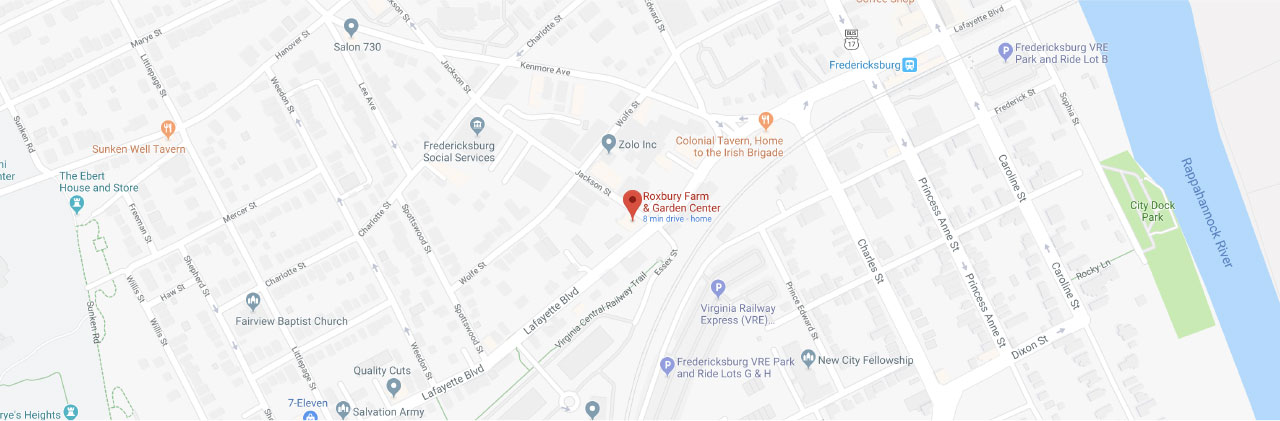 Coffee Shop
Edward St
Lafayette Blvd
Charlotte St
Marye St
Hanover St
BUS
17
Salon 730
Fredericksburg
Fredericksburg VRE
Park and Ride Lot B
Littlepage St
Jackson St
Kenmore Ave
Weedon St
Lee Ave
Wolfe St
Frederick St
Sophia St
Sunken Rd
Sunken Well Tavern
Fredericksburg
Social Services
Zolo Inc
Colonial Tavern, Home
to the Irish Brigade
The Ebert
House and Store
Jackson St
Roxbury Farm
& Garden Center
8 min drive - home
Princess Anne St
Caroline St
Rappahannock River
City Dock
Park
Freeman St
Mercer St
Charlotte St
Spottswood St
Charles St
Shepherd St
Willis St
Haw St
Charlotte St
Wolfe St
Essex St
Rocky Ln
Caroline St
Virginia Railway
Express (VRE)...
Prince Edward St
Princess Anne St
Fairview Baptist Church
Lafayette Blvd
Virginia Central Railway Trail
Sunken Rd
Willis St
Littlepage St
Weedon St
Spottswood St
Dixon St
Fredericksburg VRE Park
and Ride Lots G & H
New City Fellowship
Quality Cuts
Lafayette Blvd
7-Eleven
Salvation Army
rye's Heights